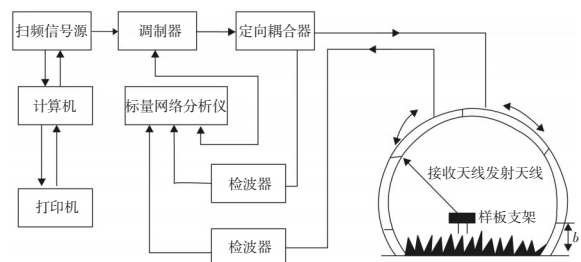 扫频信号源
调制器
定向耦合器
计算机
标量网络分析仪
打印机
检波器
检波器
接收天线发射天线
样板支架
b